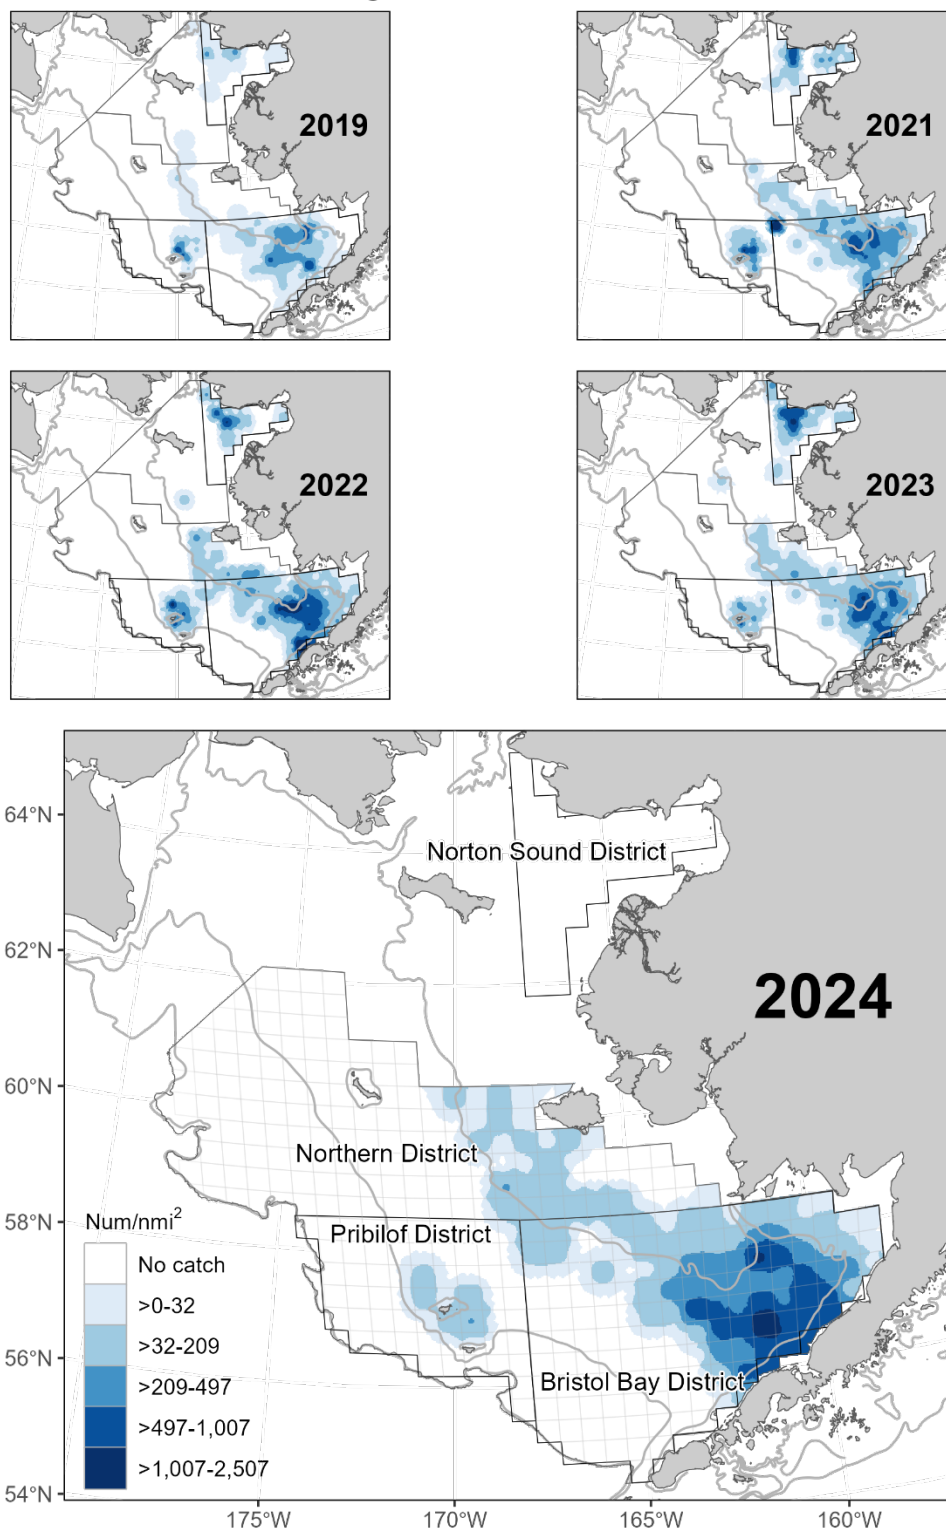 2019
2021
2022
2023
64°N
62°N
60°N
58°N
56°N
54°N
Norton Sound District
2024
Northern District
Pribilof District
Bristol Bay District
Num/nmi²
No catch
>0-32
>32-209
>209-497
>497-1,007
>1,007-2,507
175°W
170°W
165°W
160°W